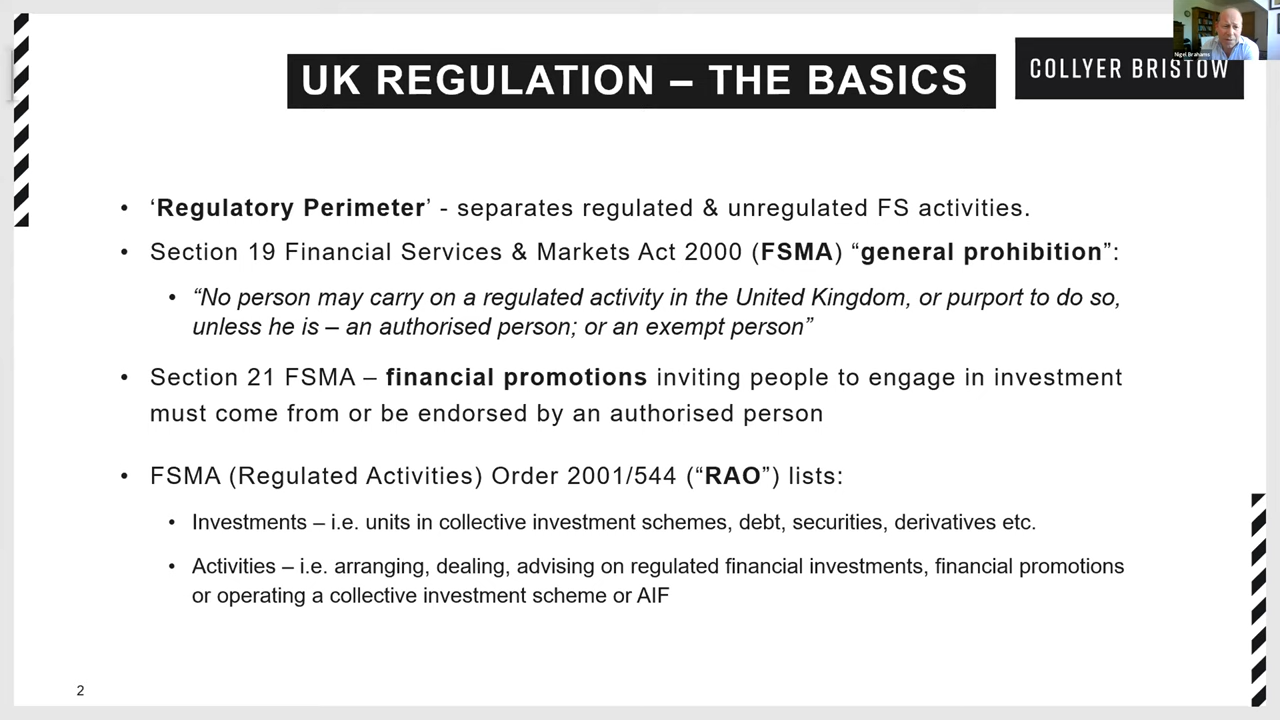 Nigel Brahams
UK REGULATION – THE BASICS
COLLYER BRISTOW
• ‘Regulatory Perimeter’ - separates regulated & unregulated FS activities.
• Section 19 Financial Services & Markets Act 2000 (FSMA) “general prohibition”:
• “No person may carry on a regulated activity in the United Kingdom, or purport to do so,
unless he is – an authorised person; or an exempt person”
• Section 21 FSMA – financial promotions inviting people to engage in investment
must come from or be endorsed by an authorised person
• FSMA (Regulated Activities) Order 2001/544 (“RAO”) lists:
• Investments – i.e. units in collective investment schemes, debt, securities, derivatives etc.
• Activities – i.e. arranging, dealing, advising on regulated financial investments, financial promotions
or operating a collective investment scheme or AIF
2